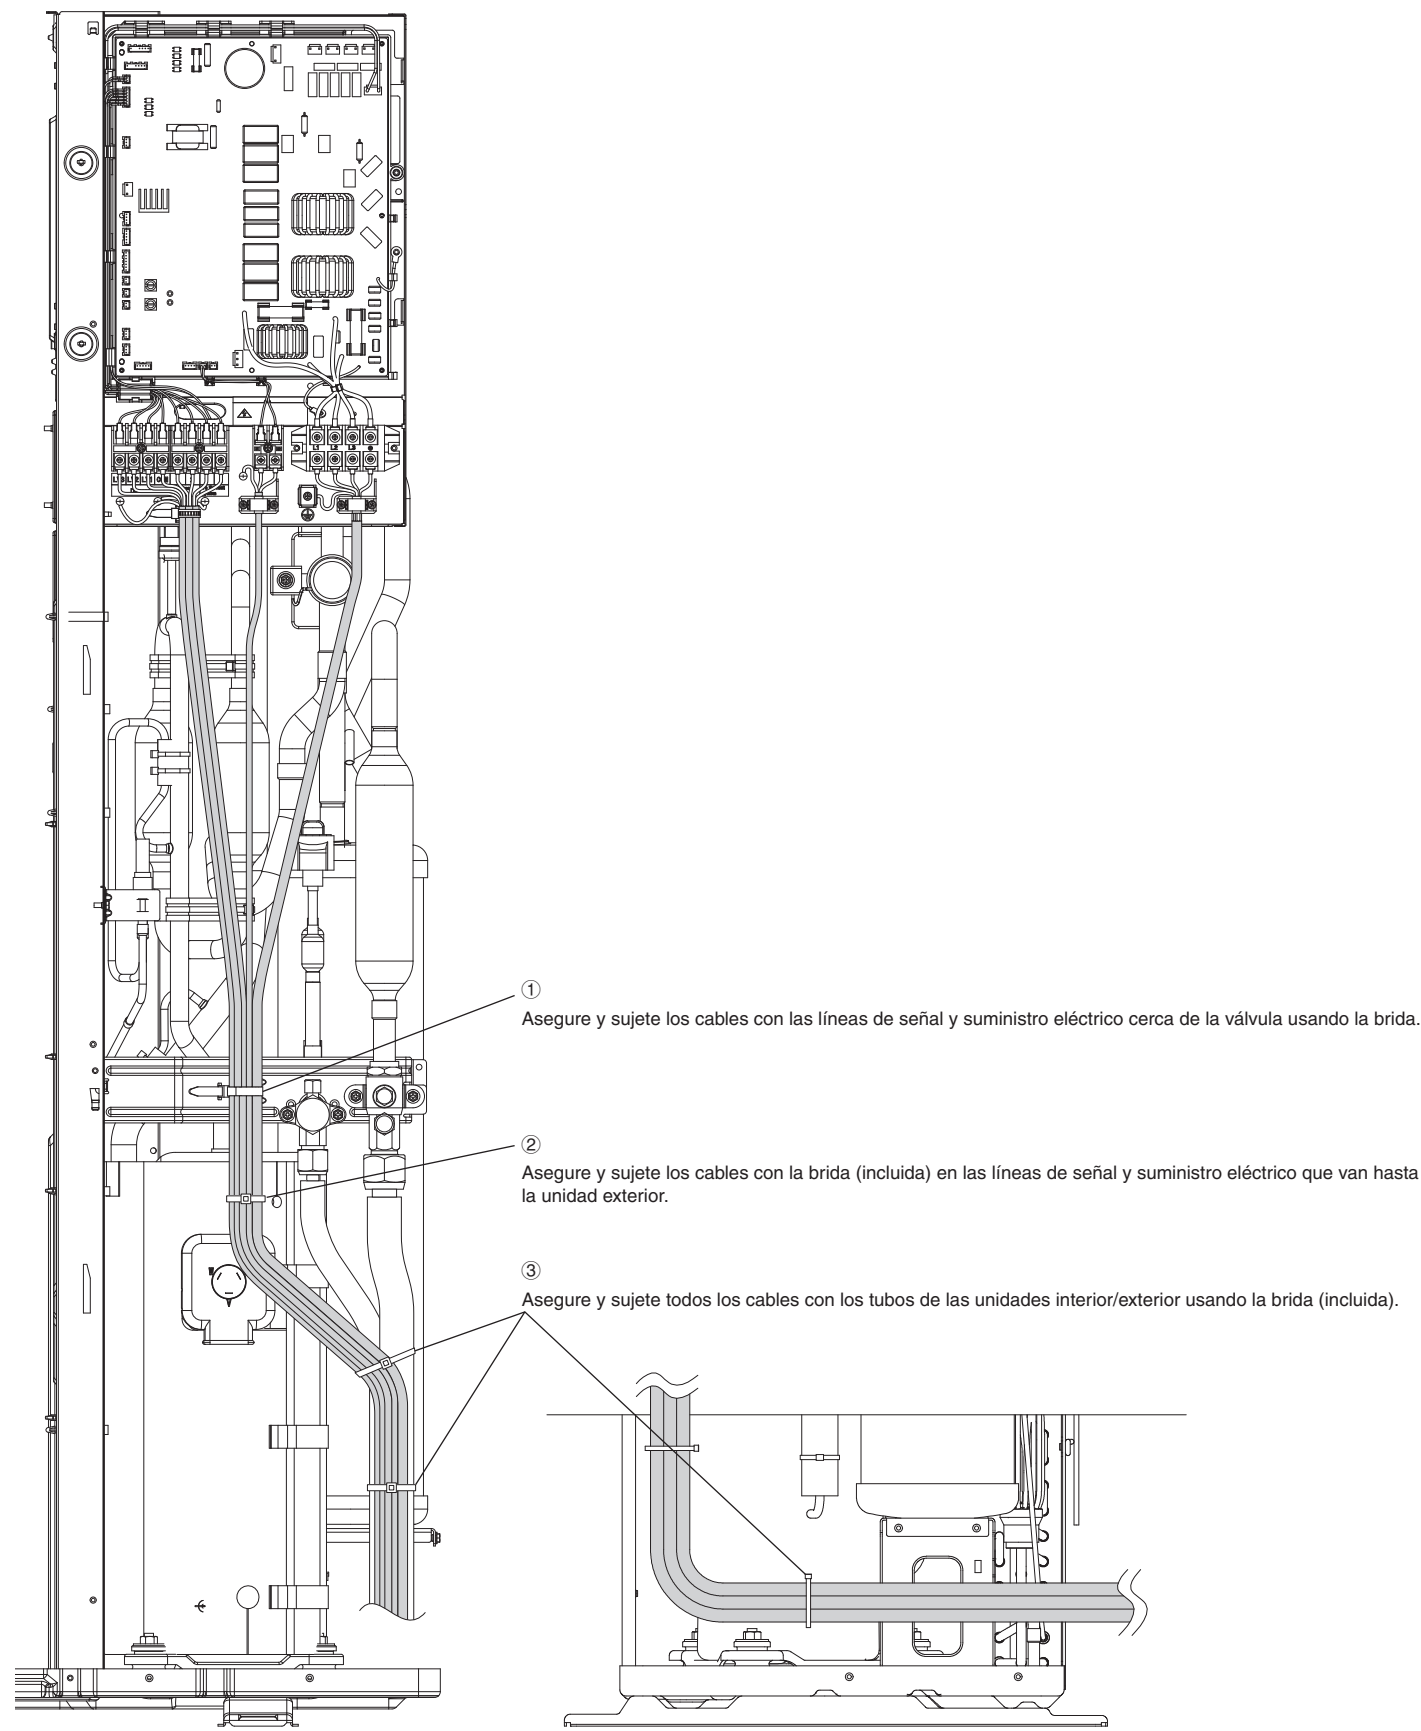 L1 L2 L3
①
Asegure y sujete los cables con las líneas de señal y suministro eléctrico cerca de la válvula usando la brida.
②
Asegure y sujete los cables con la brida (incluida) en las líneas de señal y suministro eléctrico que van hasta
la unidad exterior.
③
Asegure y sujete todos los cables con los tubos de las unidades interior/exterior usando la brida (incluida).